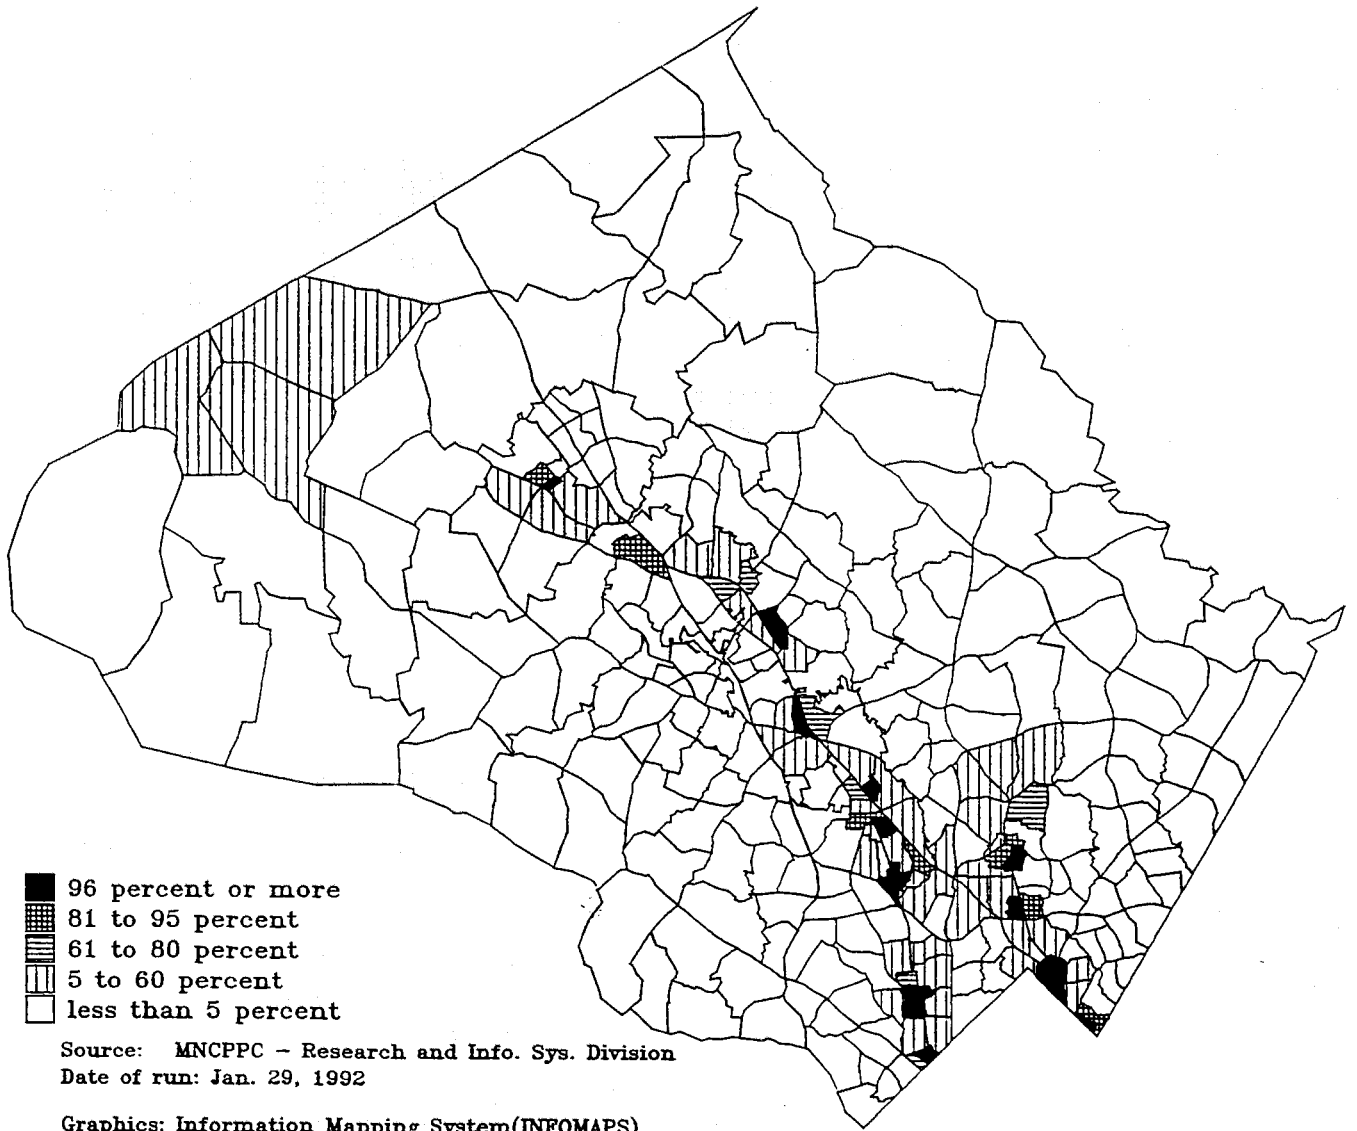 96 percent or more
81 to 95 percent
61 to 80 percent
5 to 60 percent
less than 5 percent
Source: MNCPPC - Research and Info. Sys. Division
Date of run: Jan. 29, 1992
Graphics: Information Mapping System(INFOMAPS)